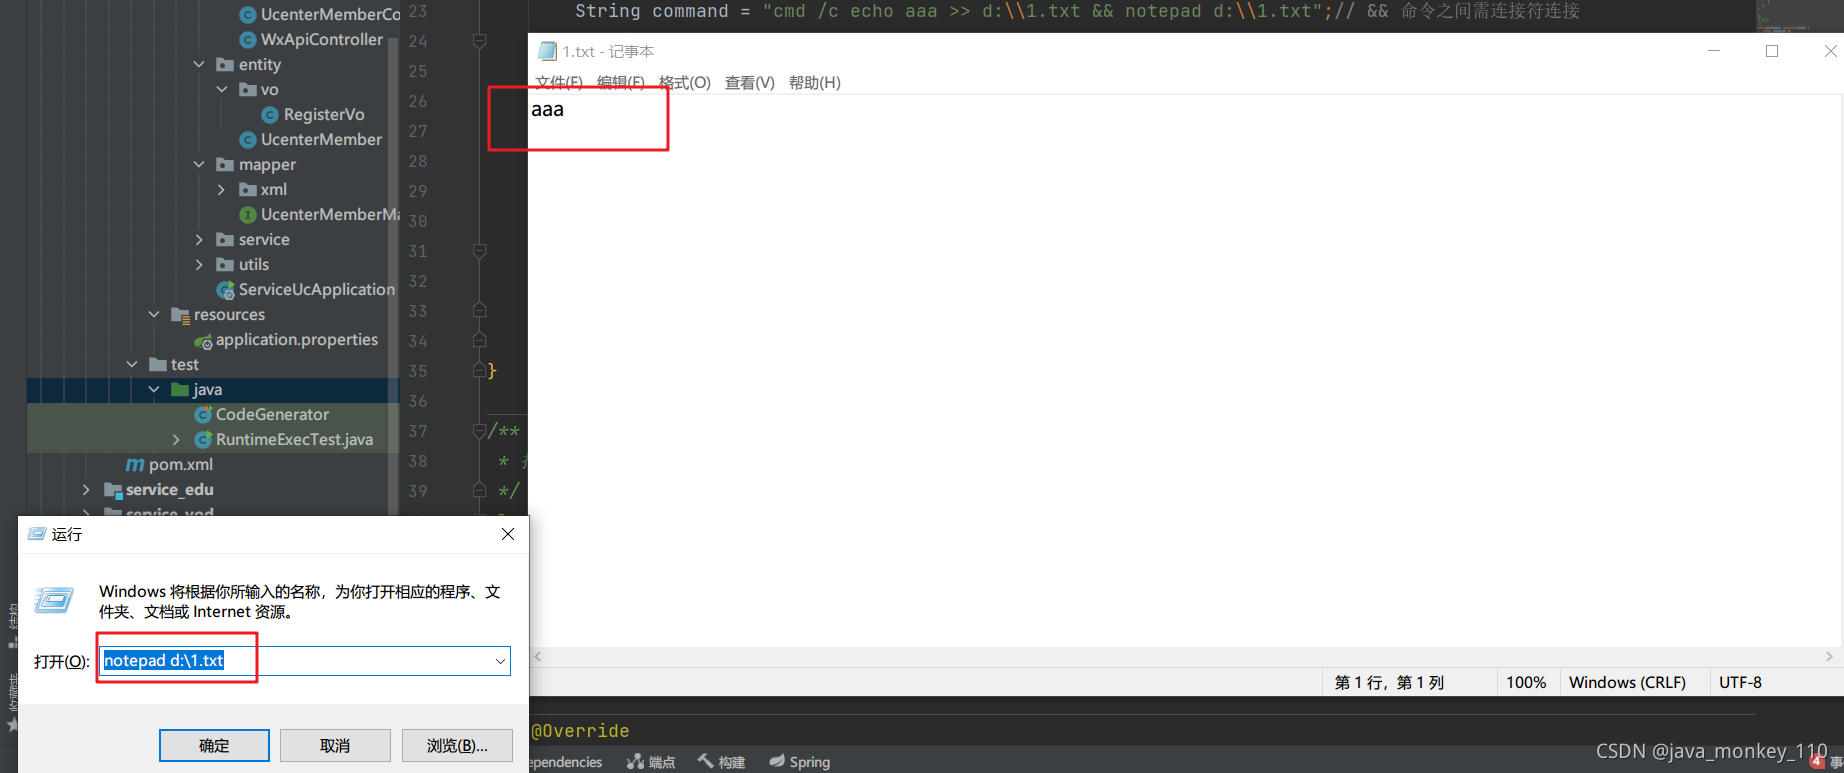 UcenterMemberCo
WxApiController
entity
vo
RegisterVo
UcenterMember
mapper
xml
UcenterMemberMa
service
utils
ServiceUcApplication
resources
application.properties
test
java
CodeGenerator
RuntimeExecTest.java
pom.xml
service_edu
service_vod
23 String command = "cmd /c echo aaa >> d:\\1.txt && notepad d:\\1.txt";// && 命令之间需连接符连接
24
25
26
27
28
29
30
31
32
33
34
35 }
36
37 /**
38 *
39 */
1.txt - 记事本
文件(F) 编辑(E) 格式(O) 查看(V) 帮助(H)
aaa
第 1 行，第 1 列 100% Windows (CRLF) UTF-8
运行
Windows 将根据你所输入的名称，为你打开相应的程序、文
件夹、文档或 Internet 资源。
打开(O): notepad d:\1.txt
确定 取消 浏览(B)...
@Override
ependencies 端点 构建 Spring
4 事
CSDN @java_monkey_110